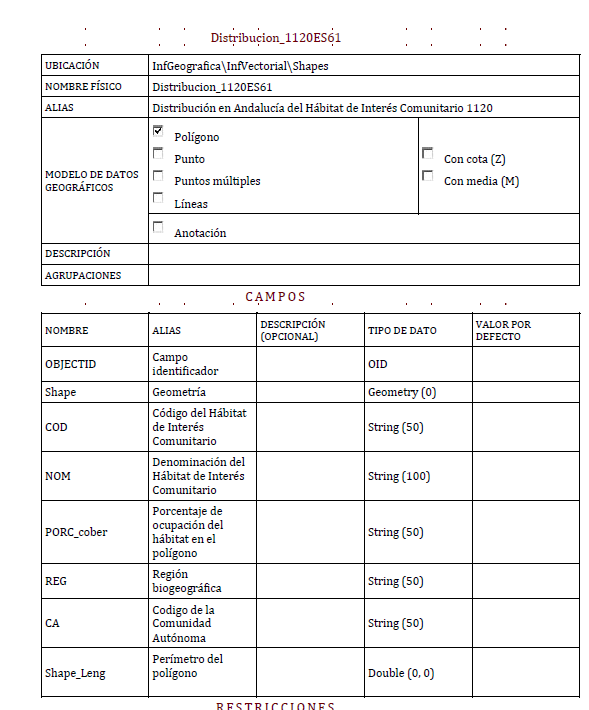 Distribucion_1120ES61
UBICACIÓN InfGeografica\InfVectorial\Shapes
NOMBRE FÍSICO Distribucion_1120ES61
ALIAS Distribución en Andalucía del Hábitat de Interés Comunitario 1120
MODELO DE DATOS
GEOGRÁFICOS
Polígono
Punto
Puntos múltiples
Líneas
Con cota (Z)
Con media (M)
Anotación
DESCRIPCIÓN
AGRUPACIONES
CAMPOS
NOMBRE ALIAS DESCRIPCIÓN
(OPCIONAL) TIPO DE DATO VALOR POR
DEFECTO
OBJECTID Campo
identificador OID
Shape Geometría Geometry (0)
COD Código del Hábitat
de Interés
Comunitario String (50)
NOM Denominación del
Hábitat de Interés
Comunitario String (100)
PORC_cober Porcentaje de
ocupación del
hábitat en el
polígono String (50)
REG Región
biogeográfica String (50)
CA Codigo de la
Comunidad
Autónoma String (50)
Shape_Leng Perímetro del
polígono Double (0, 0)
RESTRICCIONES